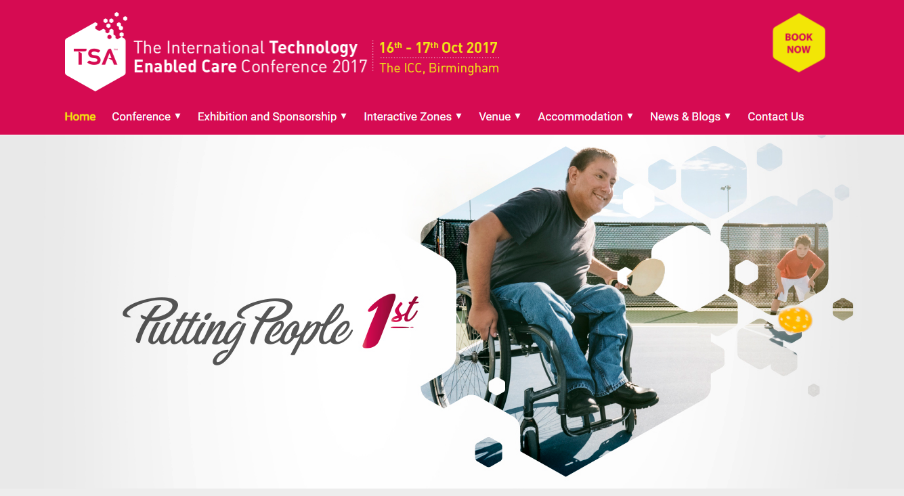 TSA
The International Technology
Enabled Care Conference 2017
16th - 17th Oct 2017
The ICC, Birmingham
BOOK
NOW
Home Conference ▼ Exhibition and Sponsorship ▼ Interactive Zones ▼ Venue ▼ Accommodation ▼ News & Blogs ▼ Contact Us
Putting People 1st